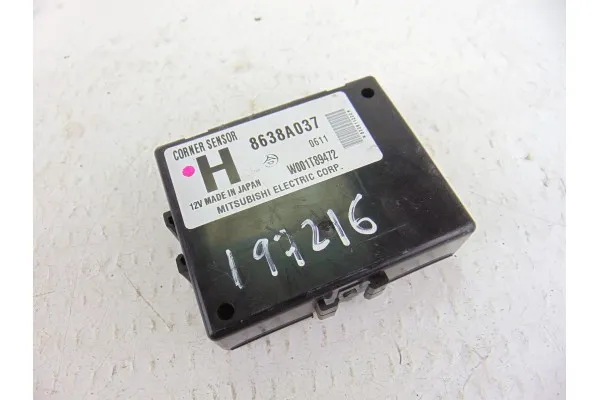 CORNER SENSOR
H 8638A037
0611
W001T89472
12V MADE IN JAPAN
MITSUBISHI ELECTRIC CORP.
197216